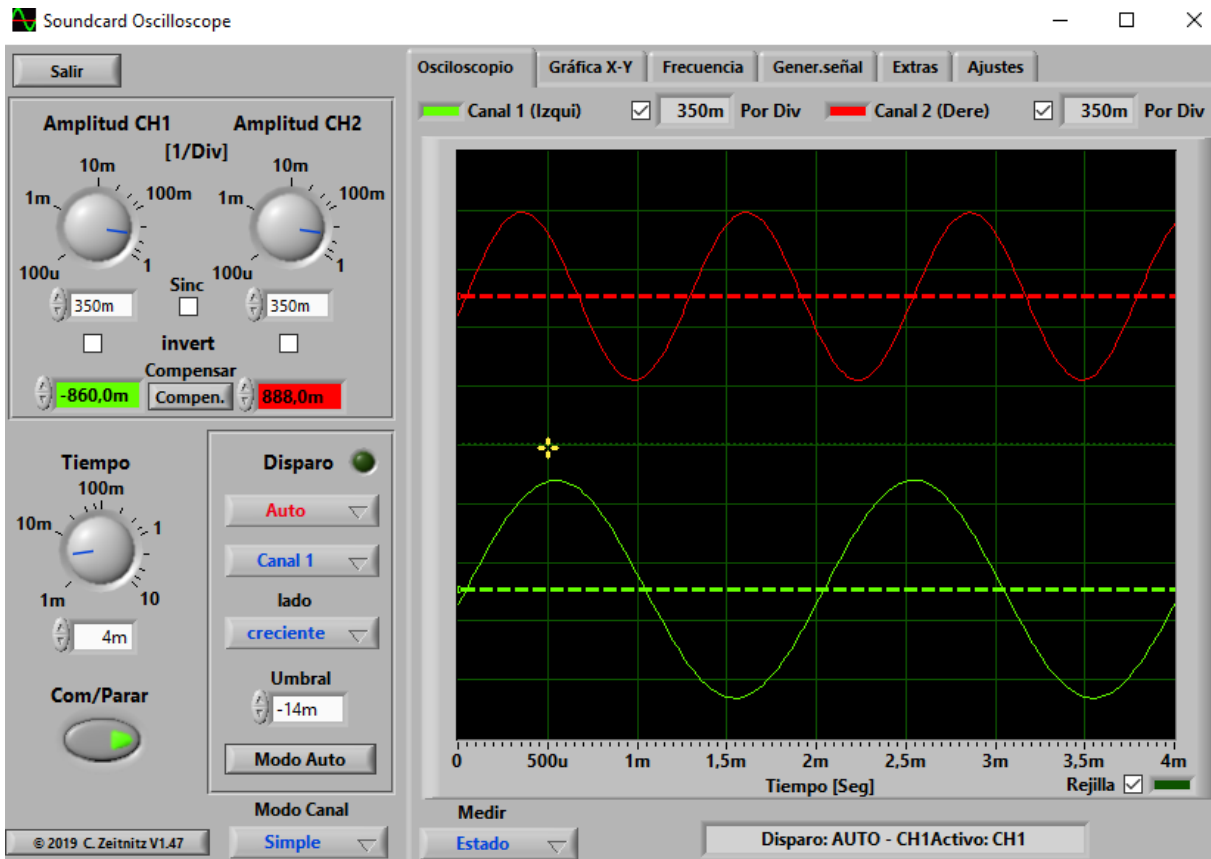 Soundcard Oscilloscope
Salir
Osciloscopio Gráfica X-Y Frecuencia Gener.señal Extras Ajustes
Canal 1 (Izqui) 350m Por Div Canal 2 (Dere) 350m Por Div
Amplitud CH1 Amplitud CH2
[1/Div]
10m 10m
1m 100m 1m 100m
100u 1 100u 1
Sinc
350m 350m
invert
Compensar
-860,0m Compen. 888,0m
Tiempo
100m
10m 1
1m 10
4m
Com/Parar
Disparo
Auto
Canal 1
lado
creciente
Umbral
-14m
Modo Auto
0 500u 1m 1,5m 2m 2,5m 3m 3,5m 4m
Tiempo [Seg]
Rejilla
Modo Canal
Simple
Medir
Estado
Disparo: AUTO - CH1Activo: CH1
© 2019 C. Zeitnitz V1.47